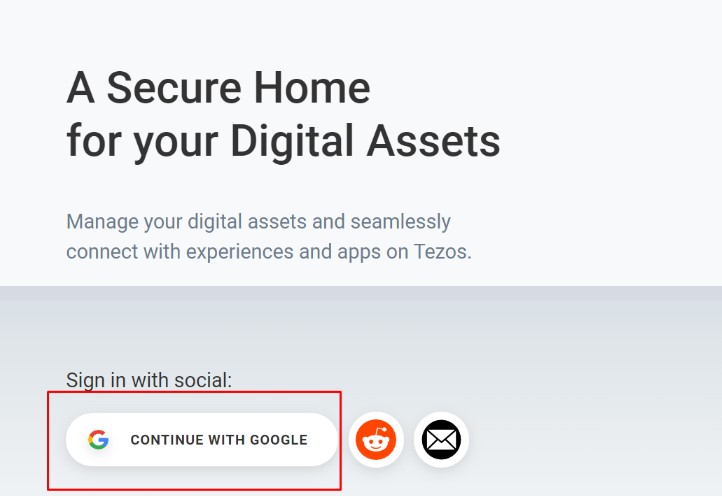 A Secure Home
for your Digital Assets
Manage your digital assets and seamlessly
connect with experiences and apps on Tezos.
Sign in with social:
CONTINUE WITH GOOGLE